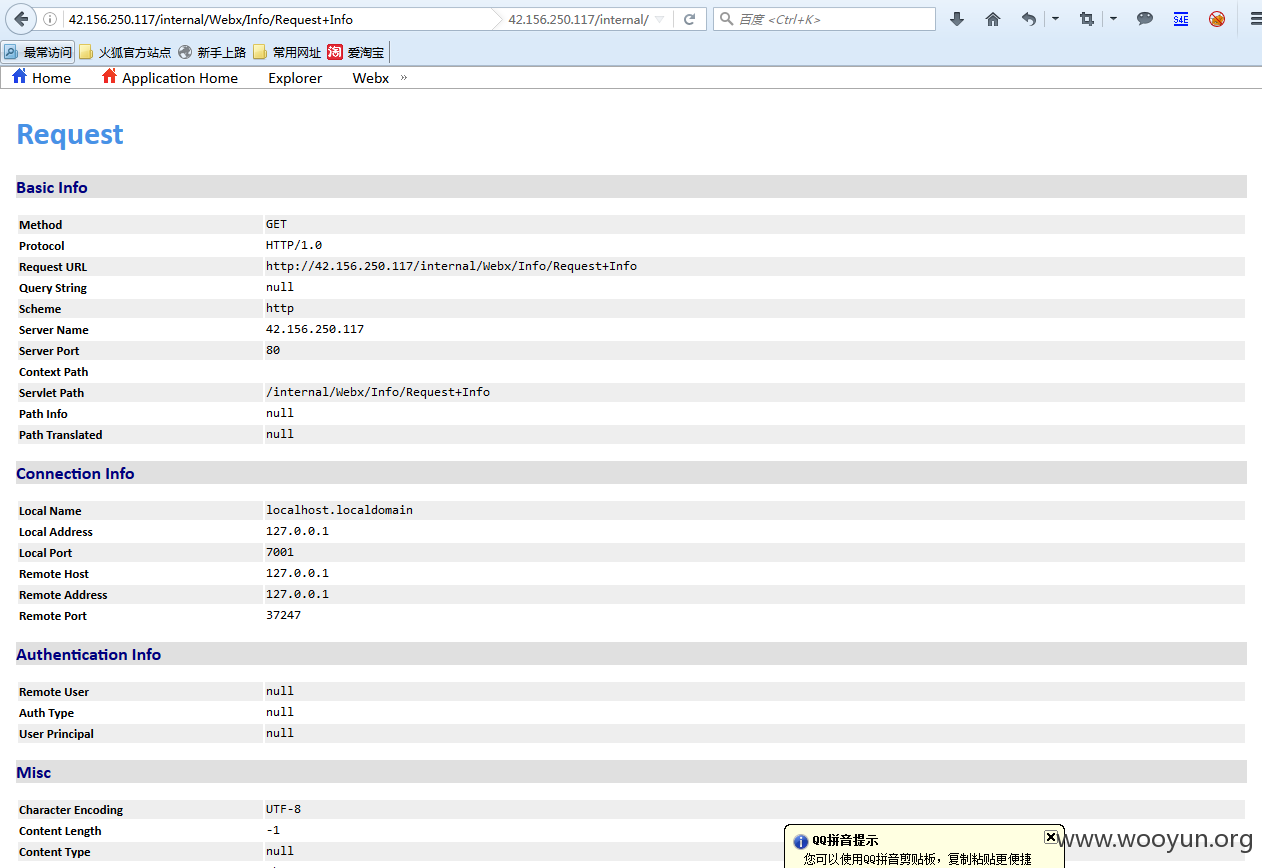 42.156.250.117/internal/Webx/Info/Request+Info 42.156.250.117/internal/ 百度 <Ctrl+K> S4E
最常访问 火狐官方站点 新手上路 常用网址 淘 爱淘宝
Home Application Home Explorer Webx »
Request
Basic Info
Method GET
Protocol HTTP/1.0
Request URL http://42.156.250.117/internal/Webx/Info/Request+Info
Query String null
Scheme http
Server Name 42.156.250.117
Server Port 80
Context Path
Servlet Path /internal/Webx/Info/Request+Info
Path Info null
Path Translated null
Connection Info
Local Name localhost.localdomain
Local Address 127.0.0.1
Local Port 7001
Remote Host 127.0.0.1
Remote Address 127.0.0.1
Remote Port 37247
Authentication Info
Remote User null
Auth Type null
User Principal null
Misc
Character Encoding UTF-8
Content Length -1
Content Type null
QQ拼音提示
您可以使用QQ拼音剪贴板，复制粘贴更便捷
www.wooyun.org